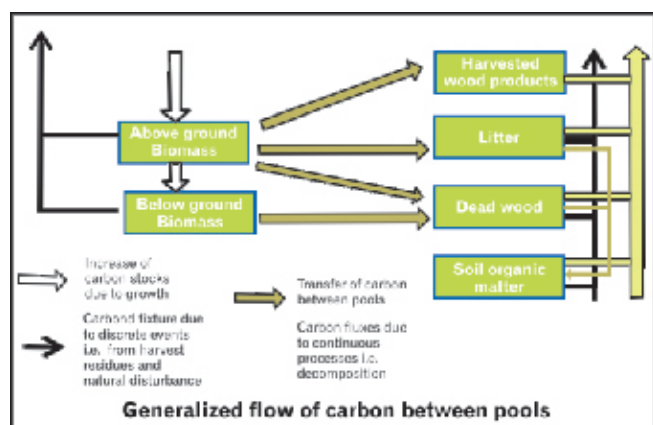 Harvested
wood products
Above ground
Biomass
Litter
Below ground
Biomass
Dead wood
Soil organic
matter
Increase of
carbon stocks
due to growth
Transfer of carbon
between pools
Carbond fixture due
to discrete events
i.e. from harvest
residues and
natural disturbance
Carbon fluxes due
to continuous
processes i.e.
decomposition
Generalized flow of carbon between pools